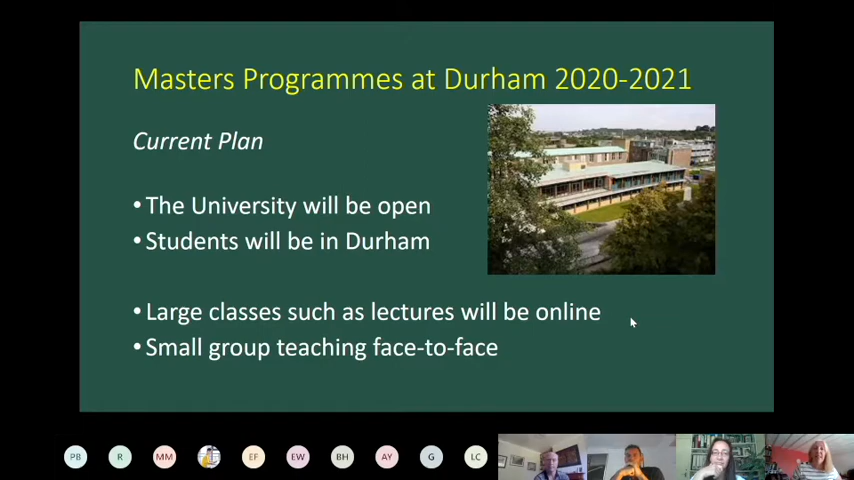 Masters Programmes at Durham 2020-2021
Current Plan
• The University will be open
• Students will be in Durham
• Large classes such as lectures will be online
• Small group teaching face-to-face
PB R MM EF EW BH AY G LC